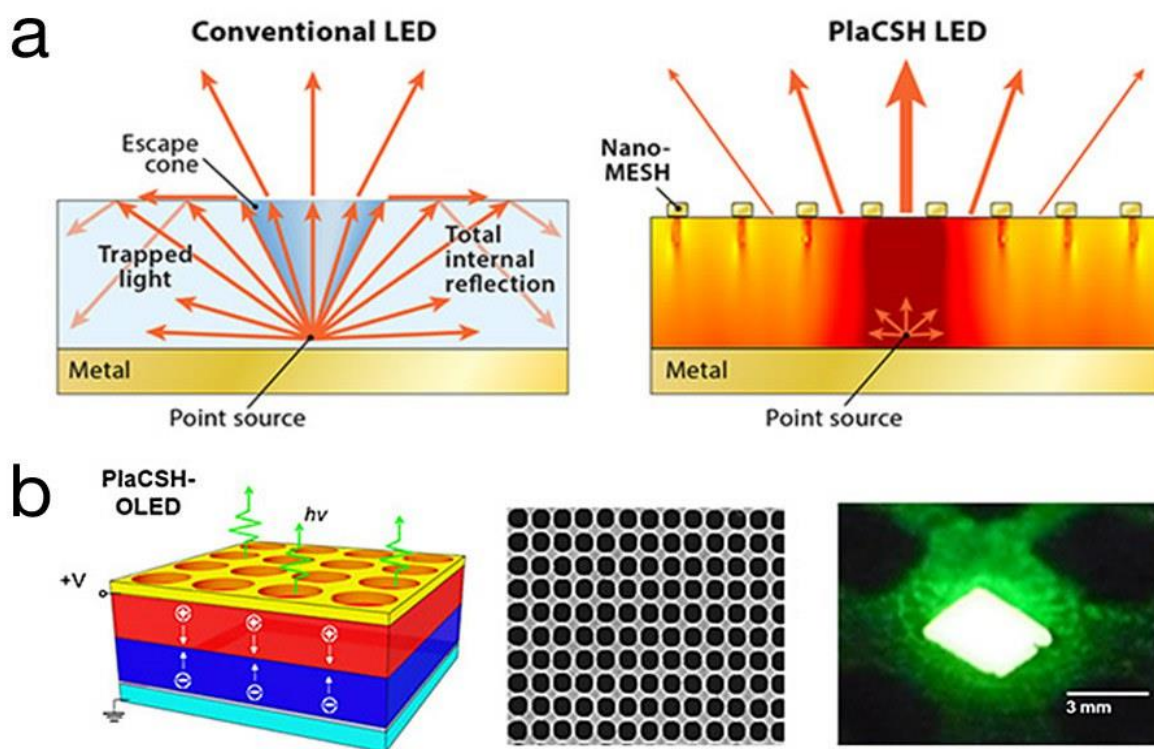 a
Conventional LED
Escape
cone
Trapped
light
Total
internal
reflection
Metal
Point source
PlaCSH LED
Nano-
MESH
Metal
Point source
b
PlaCSH-
OLED
hv
+V
3 mm